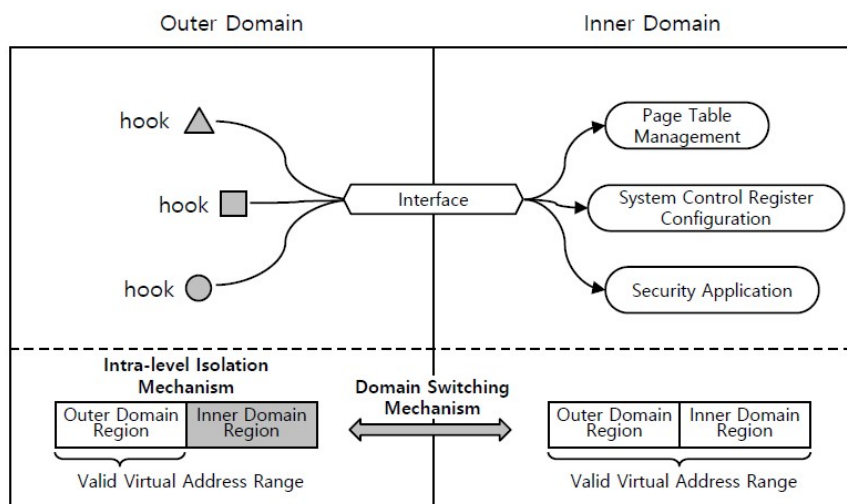 Outer Domain
Inner Domain
hook
hook
hook
Interface
Page Table
Management
System Control Register
Configuration
Security Application
Intra-level Isolation
Mechanism
Outer Domain
Region
Inner Domain
Region
Valid Virtual Address Range
Domain Switching
Mechanism
Outer Domain
Region
Inner Domain
Region
Valid Virtual Address Range